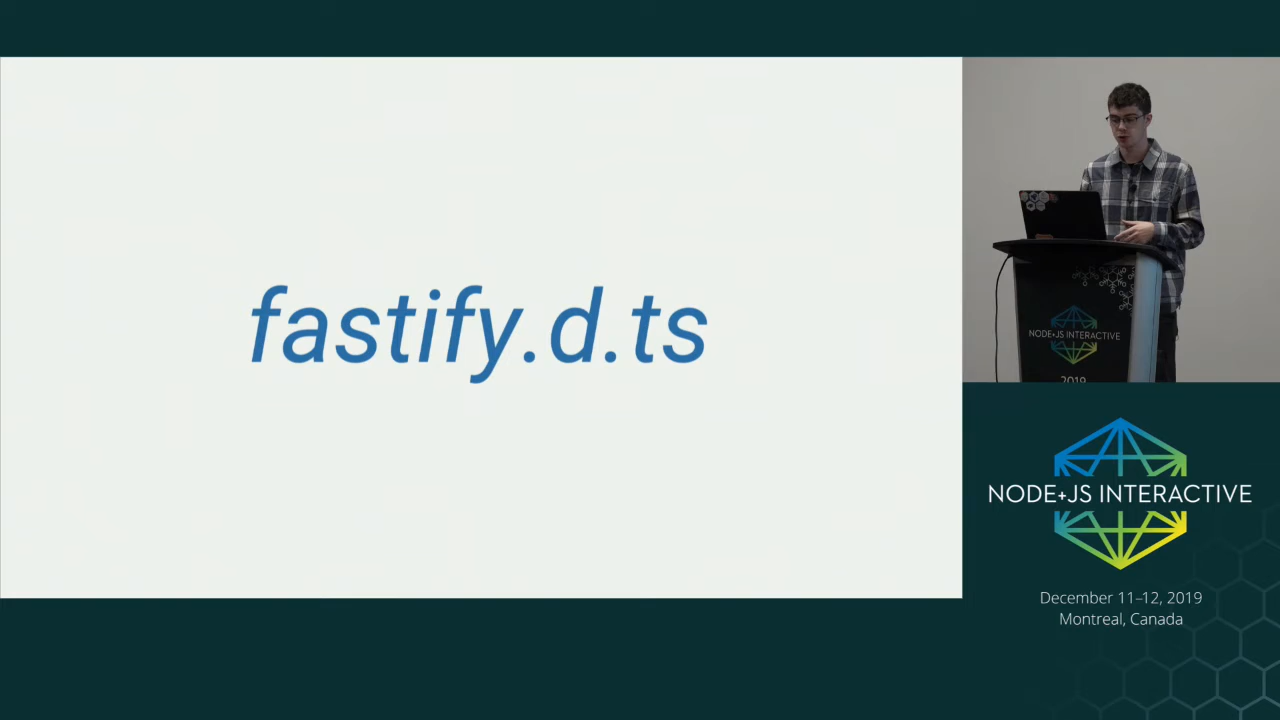 fastify.d.ts
NODE+JS INTERACTIVE
2019
NODE+JS INTERACTIVE
December 11–12, 2019
Montreal, Canada